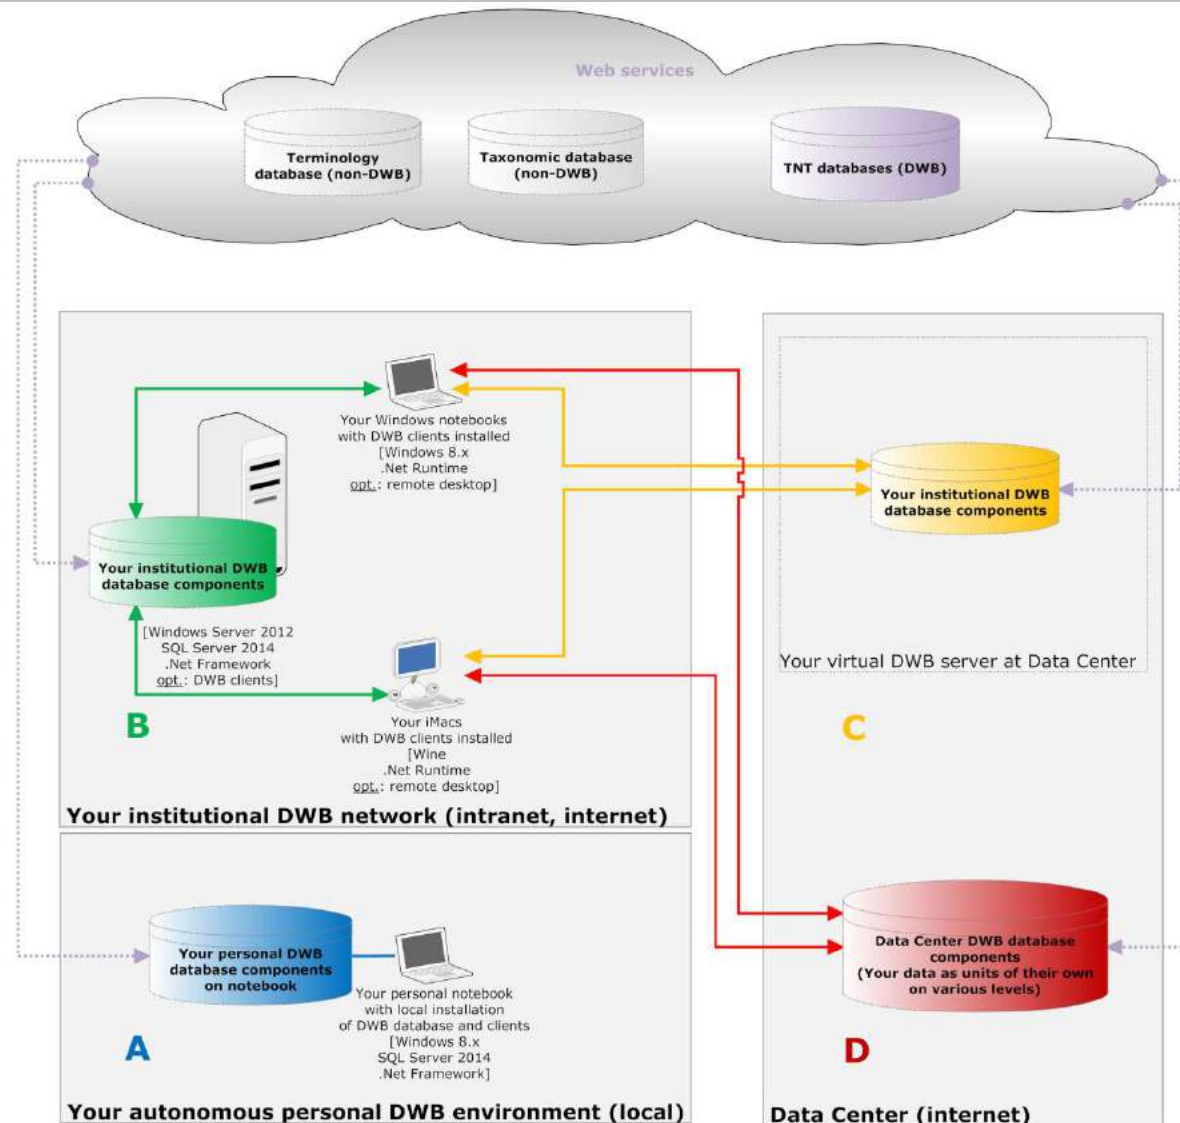 Web services
Terminology
database (non-DWB)
Taxonomic database
(non-DWB)
TNT databases (DWB)
Your Windows notebooks
with DWB clients installed
[Windows 8.x
.Net Runtime
opt.: remote desktop]
Your institutional DWB
database components
[Windows Server 2012
SQL Server 2014
.Net Framework
opt.: DWB clients]
B
Your iMacs
with DWB clients installed
[Wine
.Net Runtime
opt.: remote desktop]
Your institutional DWB network (intranet, internet)
Your personal DWB
database components
on notebook
Your personal notebook
with local installation
of DWB database and clients
[Windows 8.x
SQL Server 2014
.Net Framework]
A
Your autonomous personal DWB environment (local)
Your institutional DWB
database components
Your virtual DWB server at Data Center
C
Data Center DWB database
components
(Your data as units of their own
on various levels)
D
Data Center (internet)